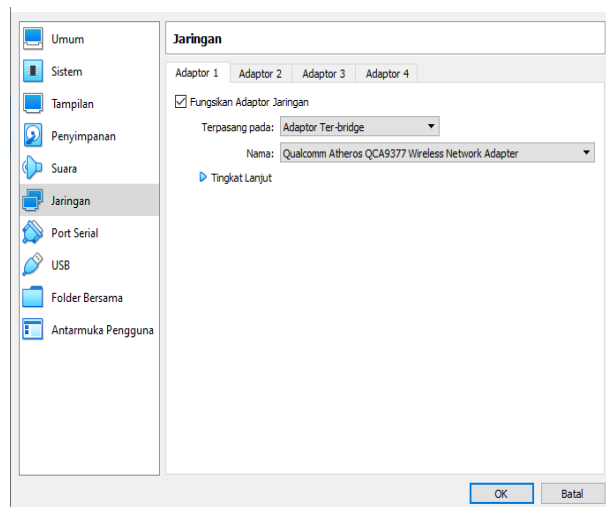 Umum
Sistem
Tampilan
Penyimpanan
Suara
Jaringan
Port Serial
USB
Folder Bersama
Antarmuka Pengguna
Jaringan
Adaptor 1 Adaptor 2 Adaptor 3 Adaptor 4
Fungsikan Adaptor Jaringan
Terpasang pada: Adaptor Ter-bridge
Nama: Qualcomm Atheros QCA9377 Wireless Network Adapter
Tingkat Lanjut
OK Batal